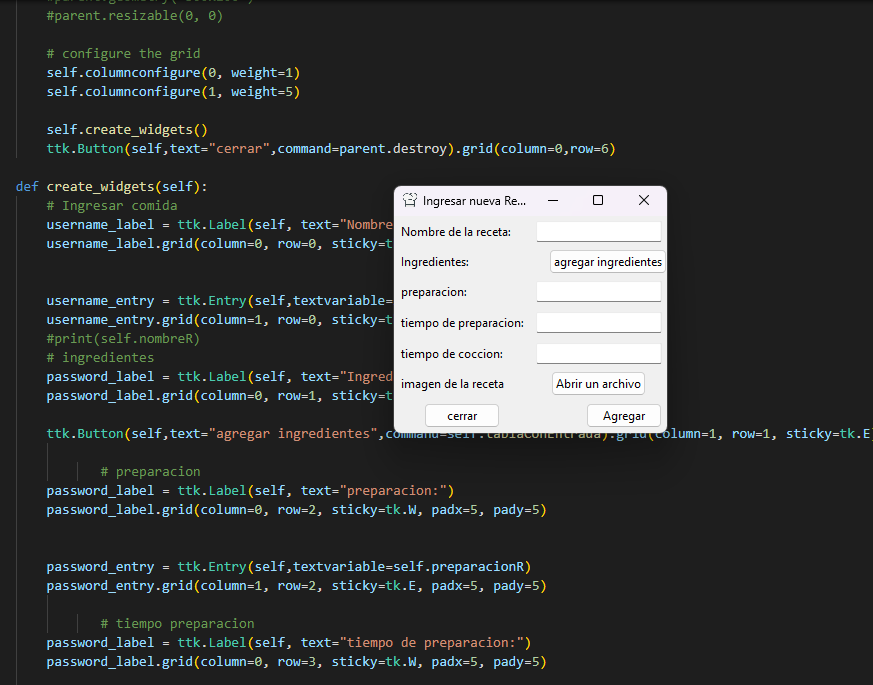 #parent.resizable(0, 0)
# configure the grid
self.columnconfigure(0, weight=1)
self.columnconfigure(1, weight=5)
self.create_widgets()
ttk.Button(self,text="cerrar",command=parent.destroy).grid(column=0,row=6)
def create_widgets(self):
# Ingresar comida
username_label = ttk.Label(self, text="Nombre
username_label.grid(column=0, row=0, sticky=t
username_entry = ttk.Entry(self,textvariable=
username_entry.grid(column=1, row=0, sticky=t
#print(self.nombreR)
# ingredientes
password_label = ttk.Label(self, text="Ingred
password_label.grid(column=0, row=1, sticky=t
ttk.Button(self,text="agregar ingredientes",command=self.tablaconEntrada).grid(column=1, row=1, sticky=tk.E
# preparacion
password_label = ttk.Label(self, text="preparacion:")
password_label.grid(column=0, row=2, sticky=tk.W, padx=5, pady=5)
password_entry = ttk.Entry(self,textvariable=self.preparacionR)
password_entry.grid(column=1, row=2, sticky=tk.E, padx=5, pady=5)
# tiempo preparacion
password_label = ttk.Label(self, text="tiempo de preparacion:")
password_label.grid(column=0, row=3, sticky=tk.W, padx=5, pady=5)
Ingresar nueva Re...
Nombre de la receta:
Ingredientes: agregar ingredientes
preparacion:
tiempo de preparacion:
tiempo de coccion:
imagen de la receta Abrir un archivo
cerrar Agregar